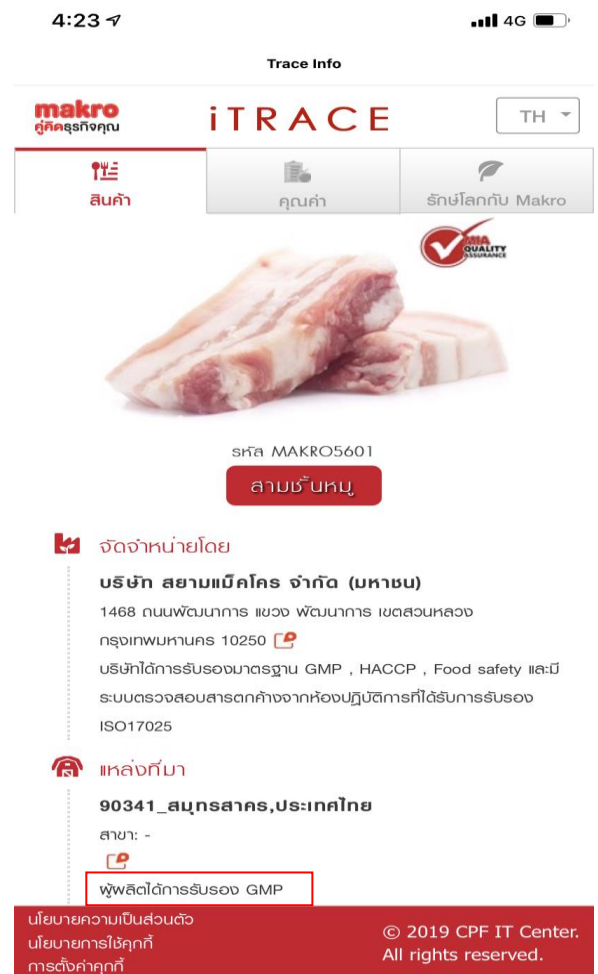 4:23
4G
Trace Info
makro
คู่คิดธุรกิจคุณ
iTRACE
TH
สินค้า
คุณค่า
รักษ์โลกกับ Makro
MIA
QUALITY
ASSURANCE
รหัส MAKRO5601
สามชั้นหมู
จัดจำหน่ายโดย
บริษัท สยามแม็คโคร จำกัด (มหาชน)
1468 ถนนพัฒนาการ แขวง พัฒนาการ เขตสวนหลวง
กรุงเทพมหานคร 10250
บริษัทได้การรับรองมาตรฐาน GMP , HACCP , Food safety และมี
ระบบตรวจสอบสารตกค้างจากห้องปฏิบัติการที่ได้รับการรับรอง
ISO17025
แหล่งที่มา
90341_สมุทรสาคร,ประเทศไทย
สาขา: -
ผู้ผลิตได้การรับรอง GMP
นโยบายความเป็นส่วนตัว
นโยบายการใช้คุกกี้
การตั้งค่าคุกกี้
© 2019 CPF IT Center.
All rights reserved.